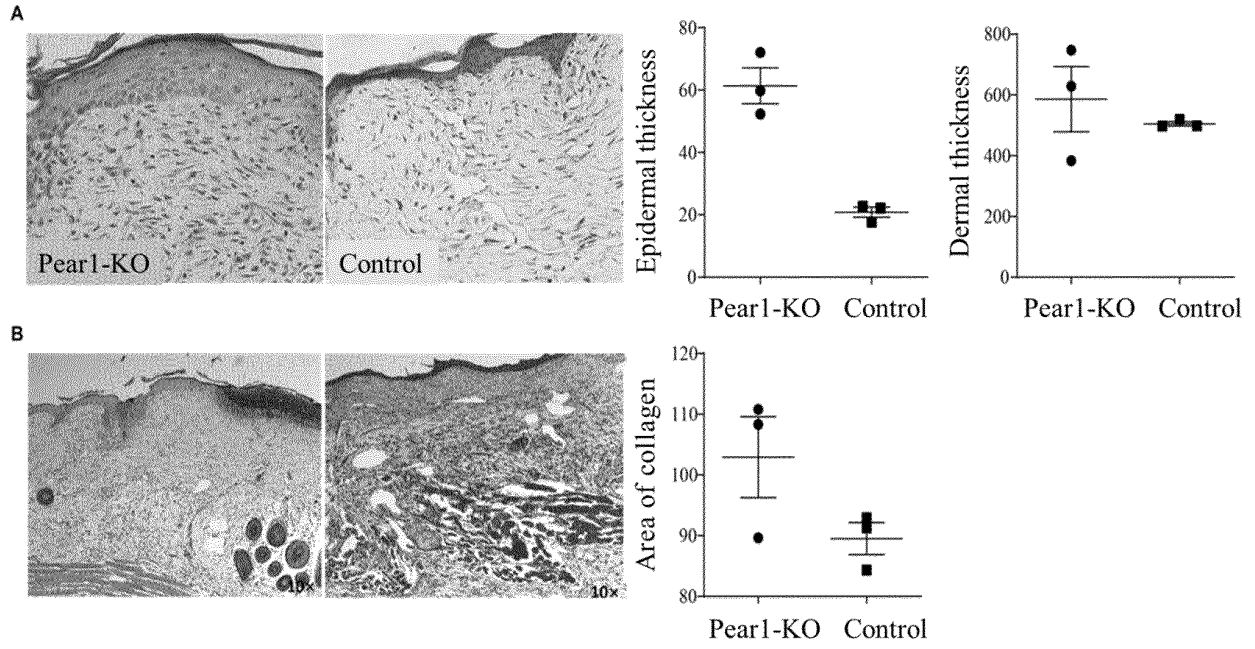 A
Pear1-KO
Control
Epidermal thickness
80
60
40
20
0
Pear1-KO Control
Dermal thickness
800
600
400
200
0
Pear1-KO Control
B
10×
10×
Area of collagen
120
110
100
90
80
Pear1-KO Control